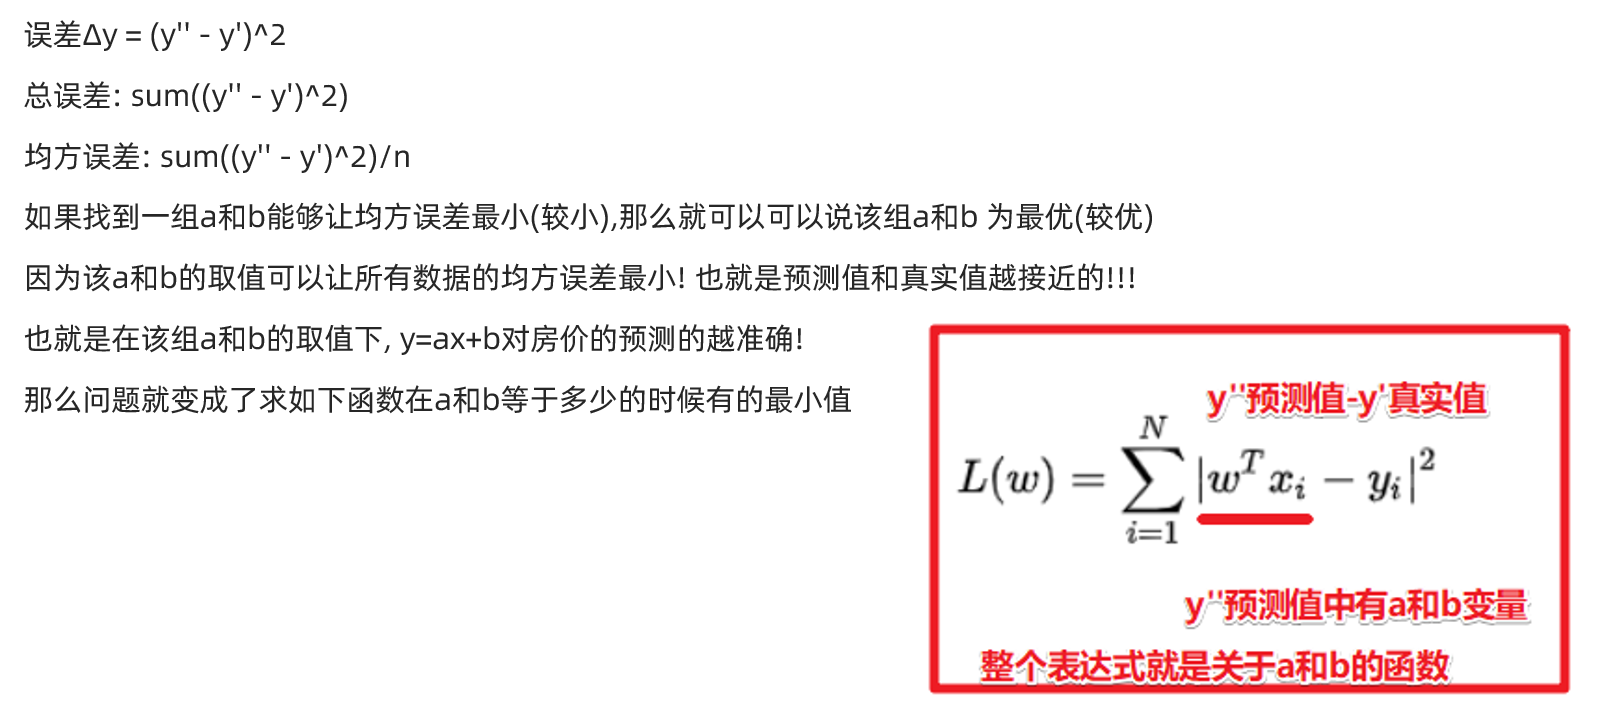 误差Δy = (y'' - y')^2
总误差: sum((y'' - y')^2)
均方误差: sum((y'' - y')^2)/n
如果找到一组a和b能够让均方误差最小(较小),那么就可以可以说该组a和b 为最优(较优)
因为该a和b的取值可以让所有数据的均方误差最小! 也就是预测值和真实值越接近的!!!
也就是在该组a和b的取值下, y=ax+b对房价的预测的越准确!
那么问题就变成了求如下函数在a和b等于多少的时候有的最小值
y''预测值-y'真实值
L(w) = \sum_{i=1}^{N} |w^T x_i - y_i|^2
y''预测值中有a和b变量
整个表达式就是关于a和b的函数